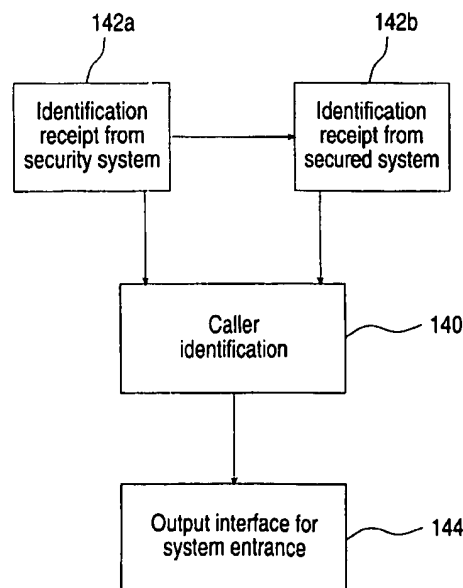 142a
142b
Identification
receipt from
security system
Identification
receipt from
secured system
Caller
identification
140
Output interface for
system entrance
144